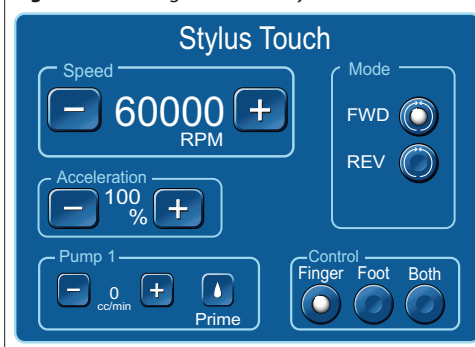 Stylus Touch
Speed
− 60000 +
RPM
Mode
FWD
REV
Acceleration
− 100 +
%
Pump 1
− 0 +
cc/min
Prime
Control
Finger Foot Both